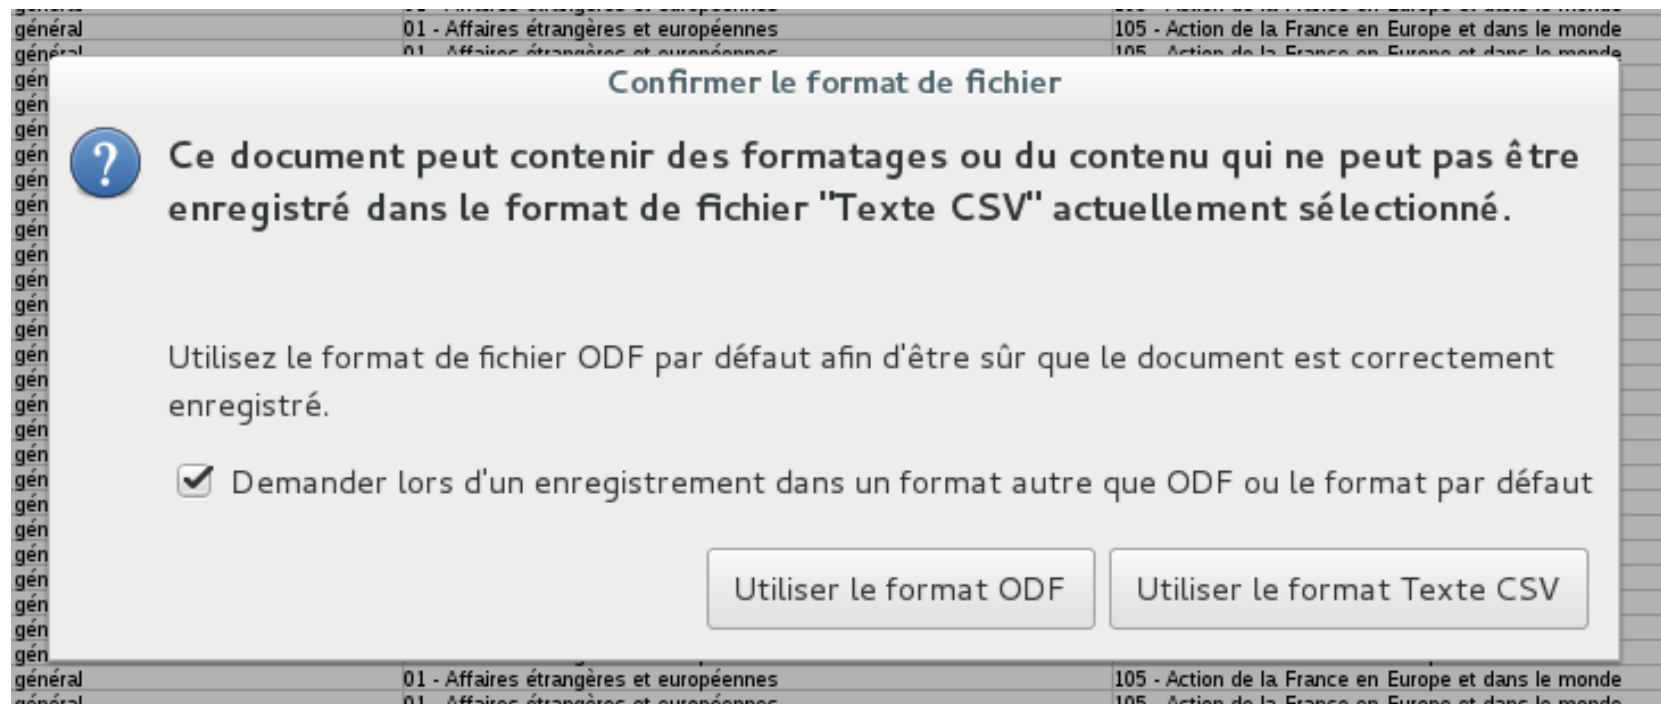 général 01 - Affaires étrangères et européennes 105 - Action de la France en Europe et dans le monde
Confirmer le format de fichier
Ce document peut contenir des formatages ou du contenu qui ne peut pas être
enregistré dans le format de fichier "Texte CSV" actuellement sélectionné.
Utilisez le format de fichier ODF par défaut afin d'être sûr que le document est correctement
enregistré.
Demander lors d'un enregistrement dans un format autre que ODF ou le format par défaut
Utiliser le format ODF Utiliser le format Texte CSV
général 01 - Affaires étrangères et européennes 105 - Action de la France en Europe et dans le monde